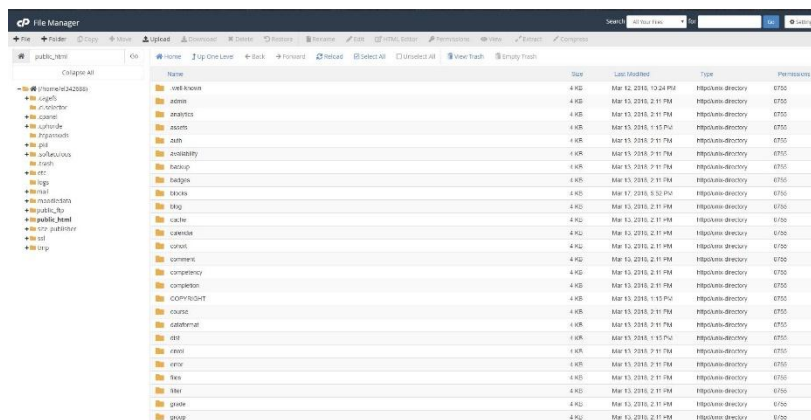 cP File Manager Search All Your Files for Go Settings
+ File + Folder Copy Move Upload Download Delete Restore Rename Edit HTML Editor Permissions View Extract Compress
public_html Go Home Up One Level Back Forward Reload Select All Unselect All View Trash Empty Trash
Collapse All
(/home/el342688)
.cagefs
.cl.selector
.cpanel
.cphorde
.htpasswds
.pki
.softaculous
.trash
etc
logs
mail
moodledata
public_ftp
public_html
ssl
tmp
Name Size Last Modified Type Permissions
.well-known 4 KB Mar 12, 2018, 10:24 PM httpd/unix-directory 0755
admin 4 KB Mar 13, 2018, 2:11 PM httpd/unix-directory 0755
analytics 4 KB Mar 13, 2018, 2:11 PM httpd/unix-directory 0755
assets 4 KB Mar 13, 2018, 1:15 PM httpd/unix-directory 0755
auth 4 KB Mar 13, 2018, 2:11 PM httpd/unix-directory 0755
availability 4 KB Mar 13, 2018, 2:11 PM httpd/unix-directory 0755
backup 4 KB Mar 13, 2018, 2:11 PM httpd/unix-directory 0755
badges 4 KB Mar 13, 2018, 2:11 PM httpd/unix-directory 0755
blocks 4 KB Mar 17, 2018, 5:52 PM httpd/unix-directory 0755
blog 4 KB Mar 13, 2018, 2:11 PM httpd/unix-directory 0755
cache 4 KB Mar 13, 2018, 2:11 PM httpd/unix-directory 0755
calendar 4 KB Mar 13, 2018, 2:11 PM httpd/unix-directory 0755
cohort 4 KB Mar 13, 2018, 2:11 PM httpd/unix-directory 0755
comment 4 KB Mar 13, 2018, 2:11 PM httpd/unix-directory 0755
competency 4 KB Mar 13, 2018, 2:11 PM httpd/unix-directory 0755
completion 4 KB Mar 13, 2018, 2:11 PM httpd/unix-directory 0755
COPYRIGHT 4 KB Mar 13, 2018, 1:15 PM httpd/unix-directory 0755
course 4 KB Mar 13, 2018, 2:11 PM httpd/unix-directory 0755
dataformat 4 KB Mar 13, 2018, 2:11 PM httpd/unix-directory 0755
4 KB Mar 13, 2018, 1:15 PM httpd/unix-directory 0755
enrol 4 KB Mar 13, 2018, 2:11 PM httpd/unix-directory 0755
error 4 KB Mar 13, 2018, 2:11 PM httpd/unix-directory 0755
files 4 KB Mar 13, 2018, 2:11 PM httpd/unix-directory 0755
filter 4 KB Mar 13, 2018, 2:11 PM httpd/unix-directory 0755
grade 4 KB Mar 13, 2018, 2:11 PM httpd/unix-directory 0755
group 4 KB Mar 13, 2018, 2:11 PM httpd/unix-directory 0755